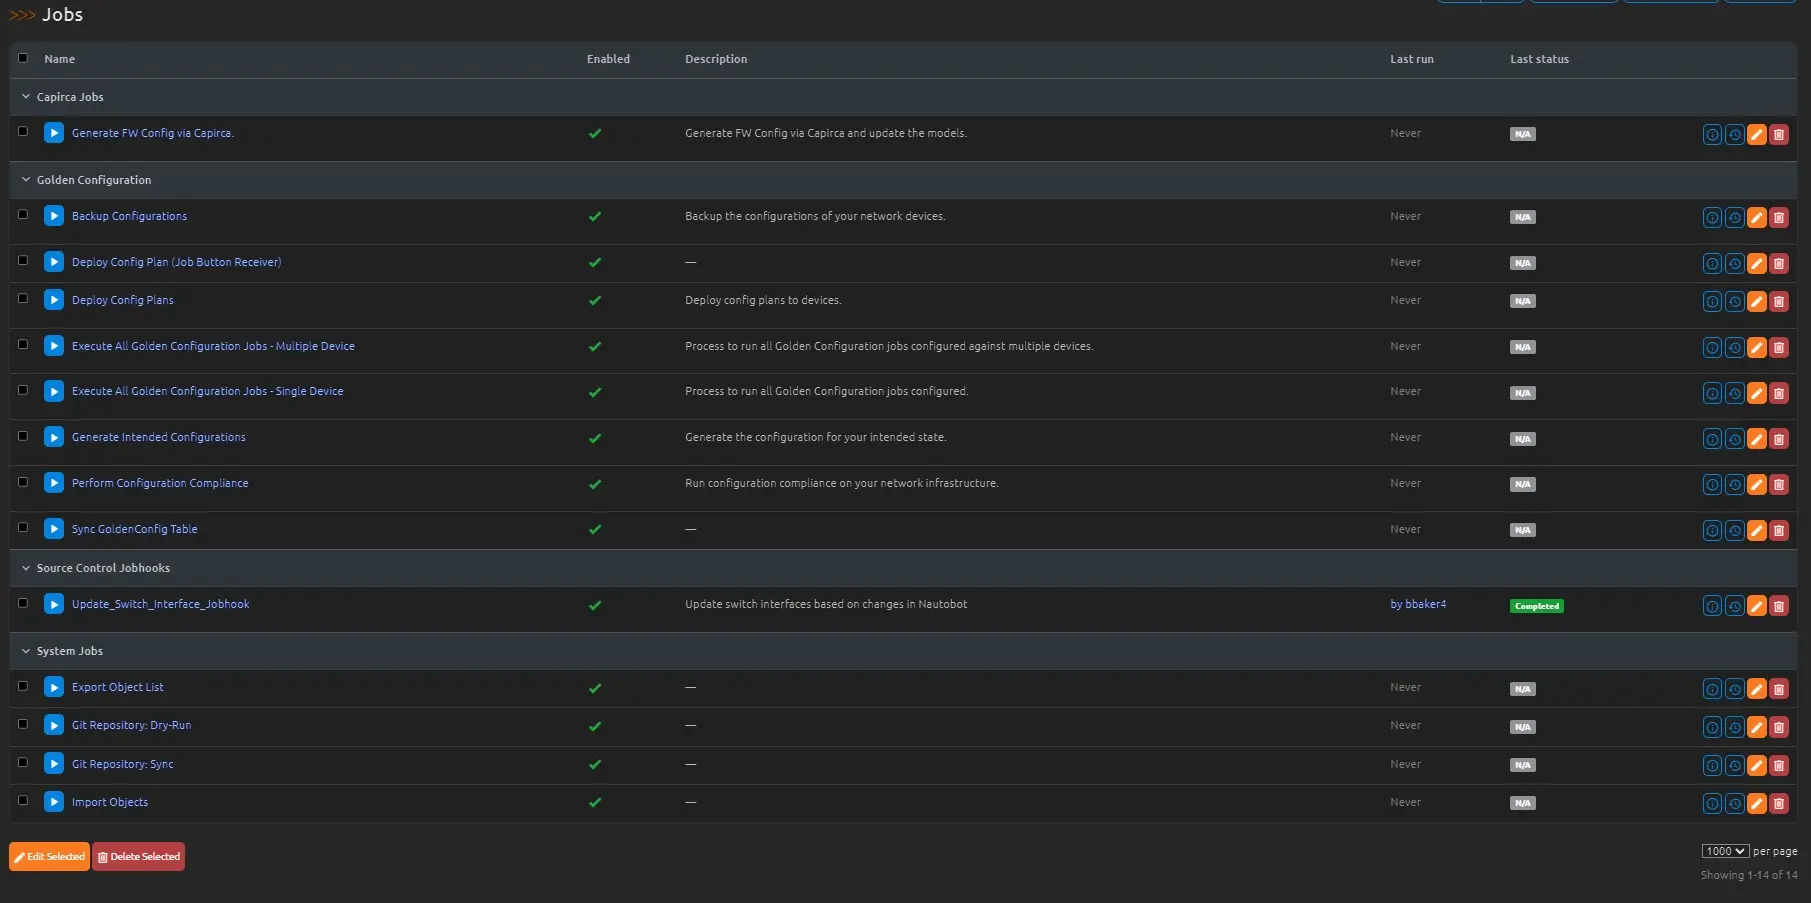 >>> Jobs
Name Enabled Description Last run Last status
Capirca Jobs
Generate FW Config via Capirca. Generate FW Config via Capirca and update the models. Never N/A
Golden Configuration
Backup Configurations Backup the configurations of your network devices. Never N/A
Deploy Config Plan (Job Button Receiver) — Never N/A
Deploy Config Plans Deploy config plans to devices. Never N/A
Execute All Golden Configuration Jobs - Multiple Device Process to run all Golden Configuration jobs configured against multiple devices. Never N/A
Execute All Golden Configuration Jobs - Single Device Process to run all Golden Configuration jobs configured. Never N/A
Generate Intended Configurations Generate the configuration for your intended state. Never N/A
Perform Configuration Compliance Run configuration compliance on your network infrastructure. Never N/A
Sync GoldenConfig Table — Never N/A
Source Control Jobhooks
Update_Switch_Interface_Jobhook Update switch interfaces based on changes in Nautobot by bbaker4 Completed
System Jobs
Export Object List — Never N/A
Git Repository: Dry-Run — Never N/A
Git Repository: Sync — Never N/A
Import Objects — Never N/A
Edit Selected Delete Selected 1000 per page
Showing 1-14 of 14